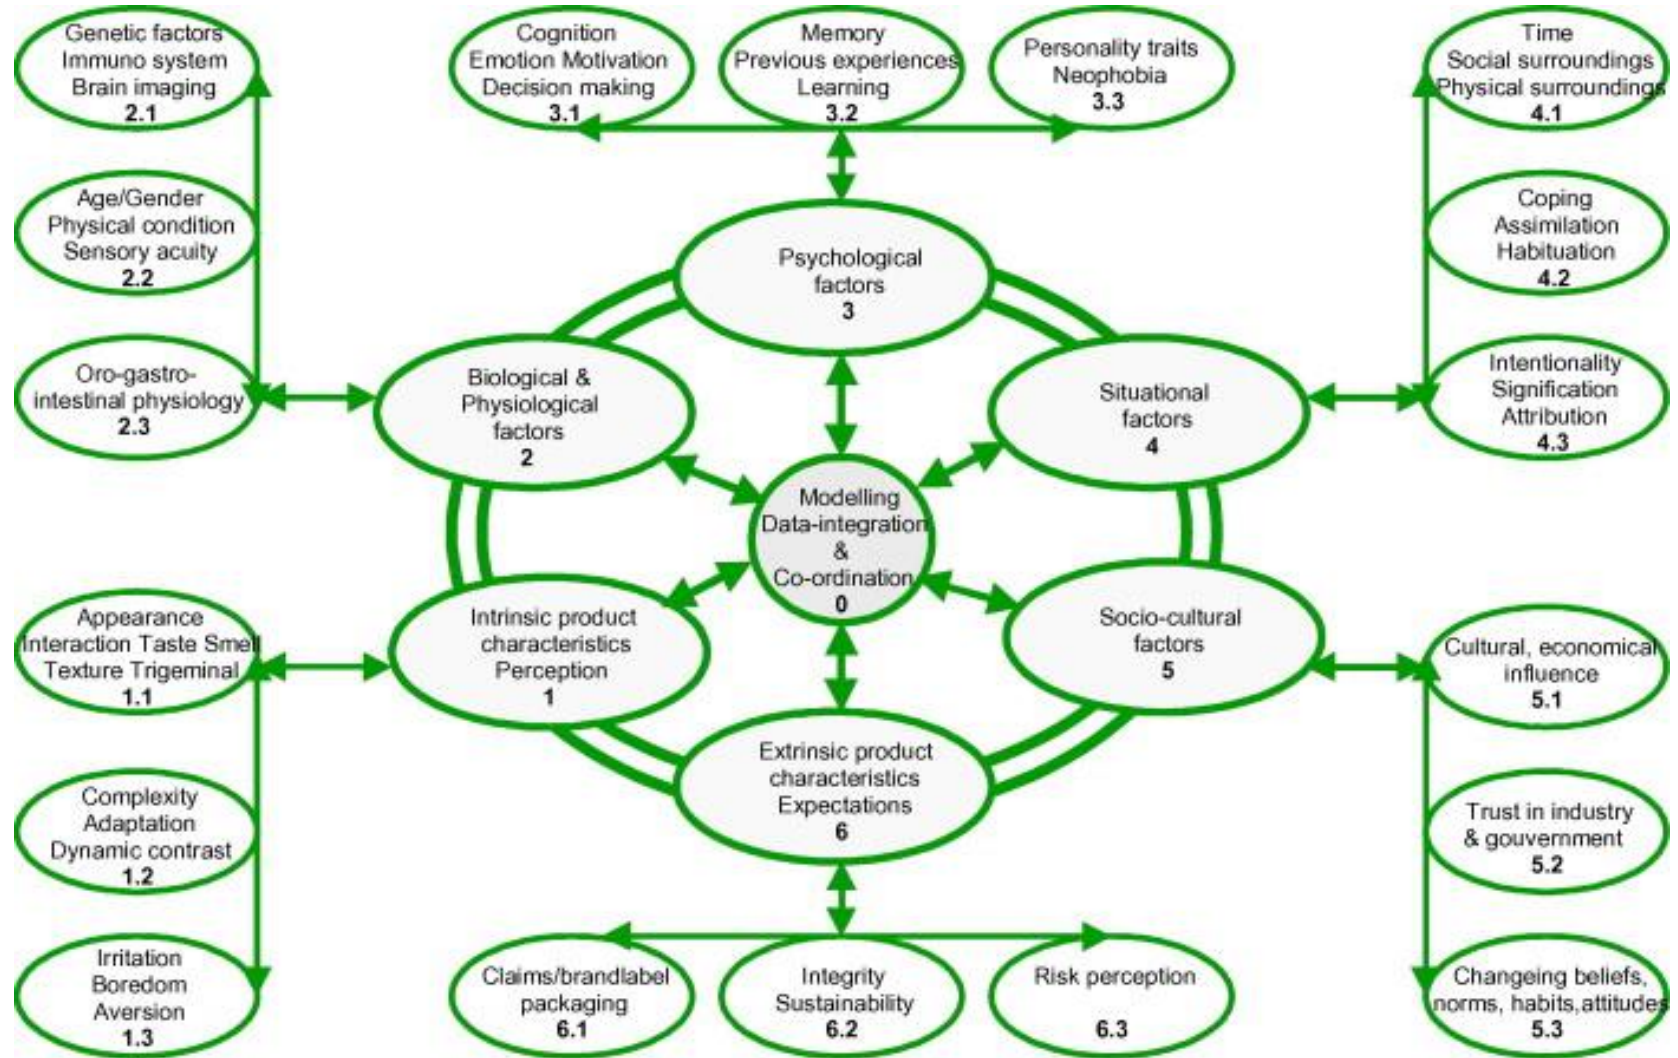 Genetic factors
Immuno system
Brain imaging
2.1
Cognition
Emotion Motivation
Decision making
3.1
Memory
Previous experiences
Learning
3.2
Personality traits
Neophobia
3.3
Time
Social surroundings
Physical surroundings
4.1
Age/Gender
Physical condition
Sensory acuity
2.2
Coping
Assimilation
Habituation
4.2
Psychological
factors
3
Oro-gastro-
intestinal physiology
2.3
Biological &
Physiological
factors
2
Situational
factors
4
Intentionality
Signification
Attribution
4.3
Modelling
Data-integration
&
Co-ordination
0
Appearance
Interaction Taste Smell
Texture Trigeminal
1.1
Intrinsic product
characteristics
Perception
1
Socio-cultural
factors
5
Cultural, economical
influence
5.1
Extrinsic product
characteristics
Expectations
6
Complexity
Adaptation
Dynamic contrast
1.2
Trust in industry
& gouvernment
5.2
Irritation
Boredom
Aversion
1.3
Claims/brandlabel
packaging
6.1
Integrity
Sustainability
6.2
Risk perception
6.3
Changeing beliefs,
norms, habits,attitudes
5.3